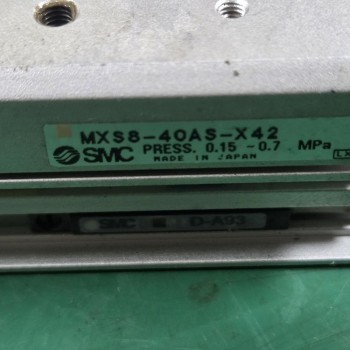 MXS8-40AS-X42
SMC PRESS. 0.15 ~0.7 MPa
MADE IN JAPAN
SMC D-A93